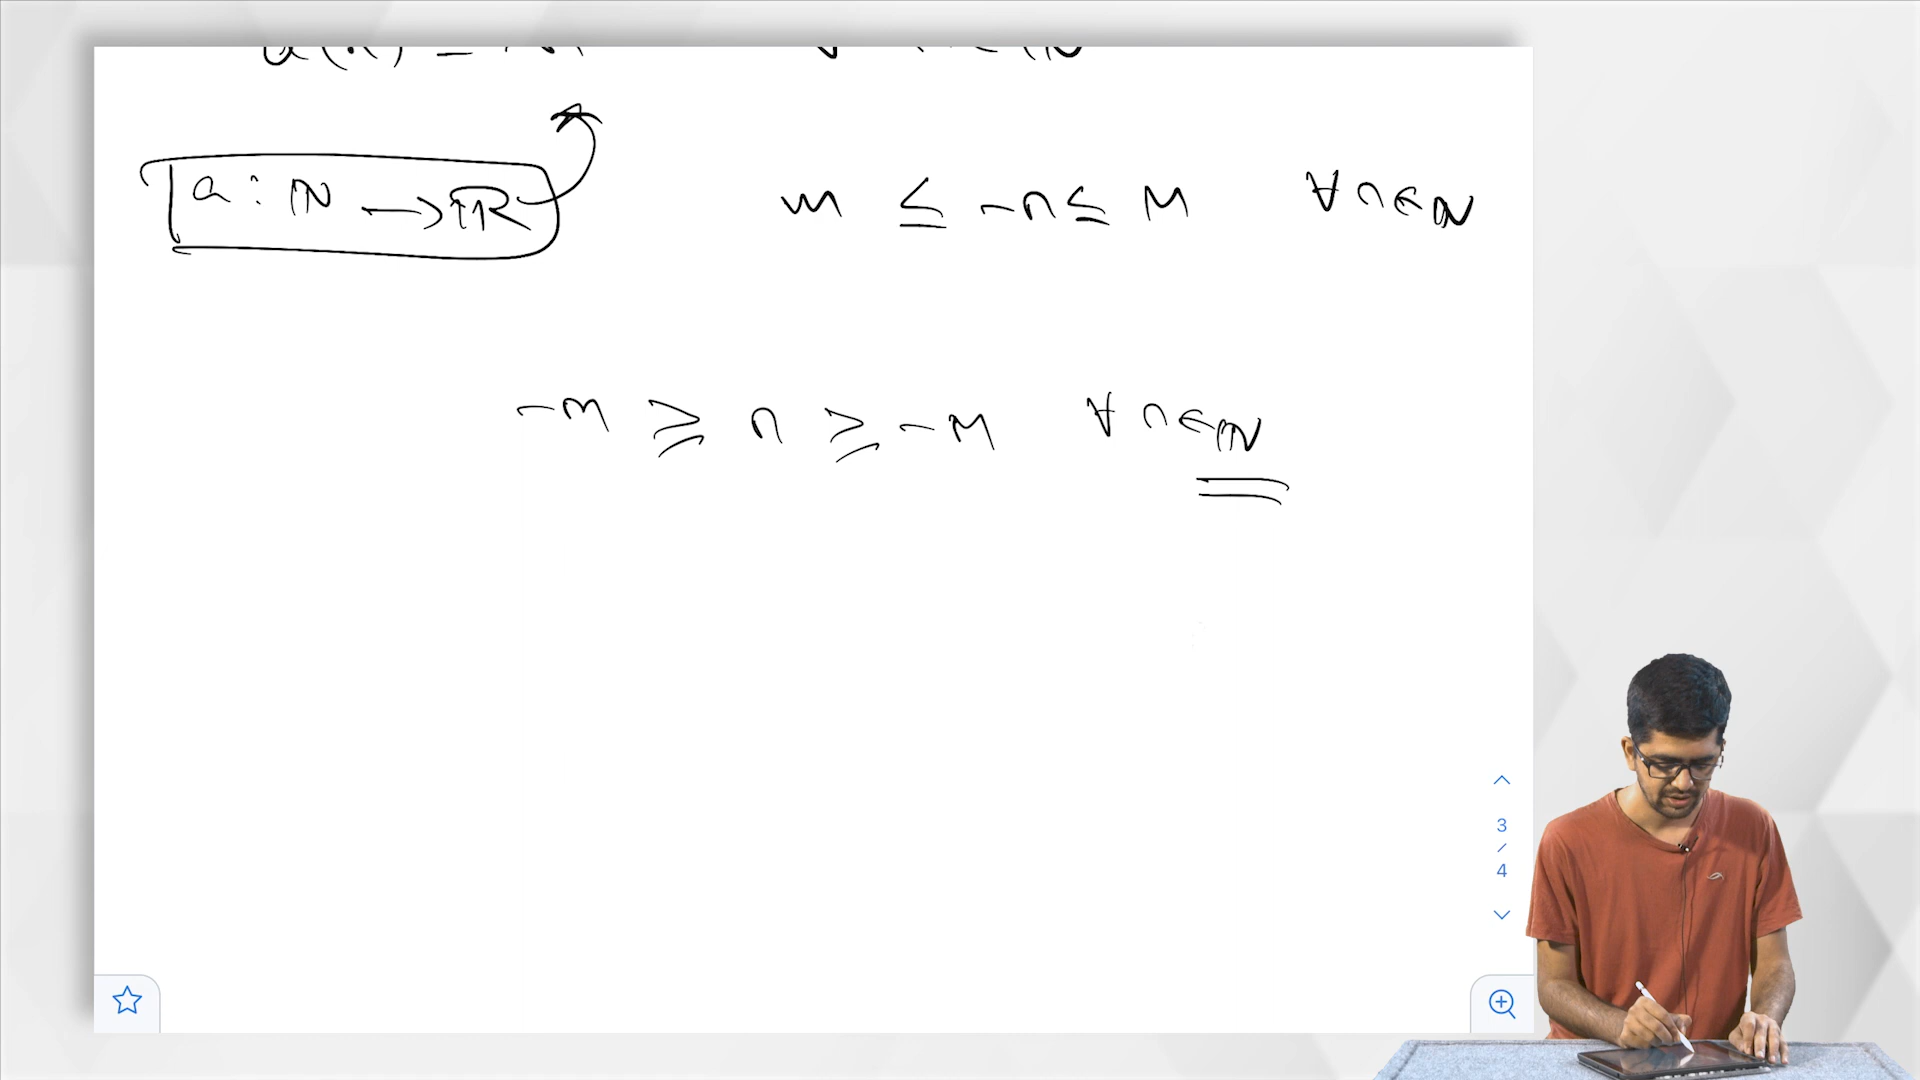 a : ℕ ⟶ ℝ
m ≤ -n ≤ M ∀ n ∈ ℕ
-m ≥ n ≥ -M ∀ n ∈ ℕ
3
/
4